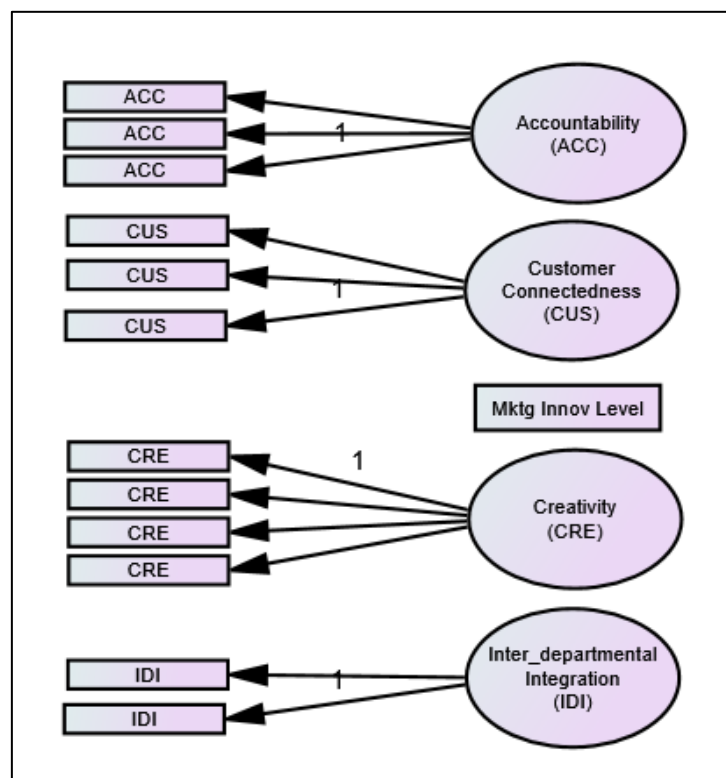 ACC
ACC
ACC
1
Accountability
(ACC)
CUS
CUS
CUS
1
Customer
Connectedness
(CUS)
Mktg Innov Level
CRE
CRE
CRE
CRE
1
Creativity
(CRE)
IDI
IDI
1
Inter_departmental
Integration
(IDI)